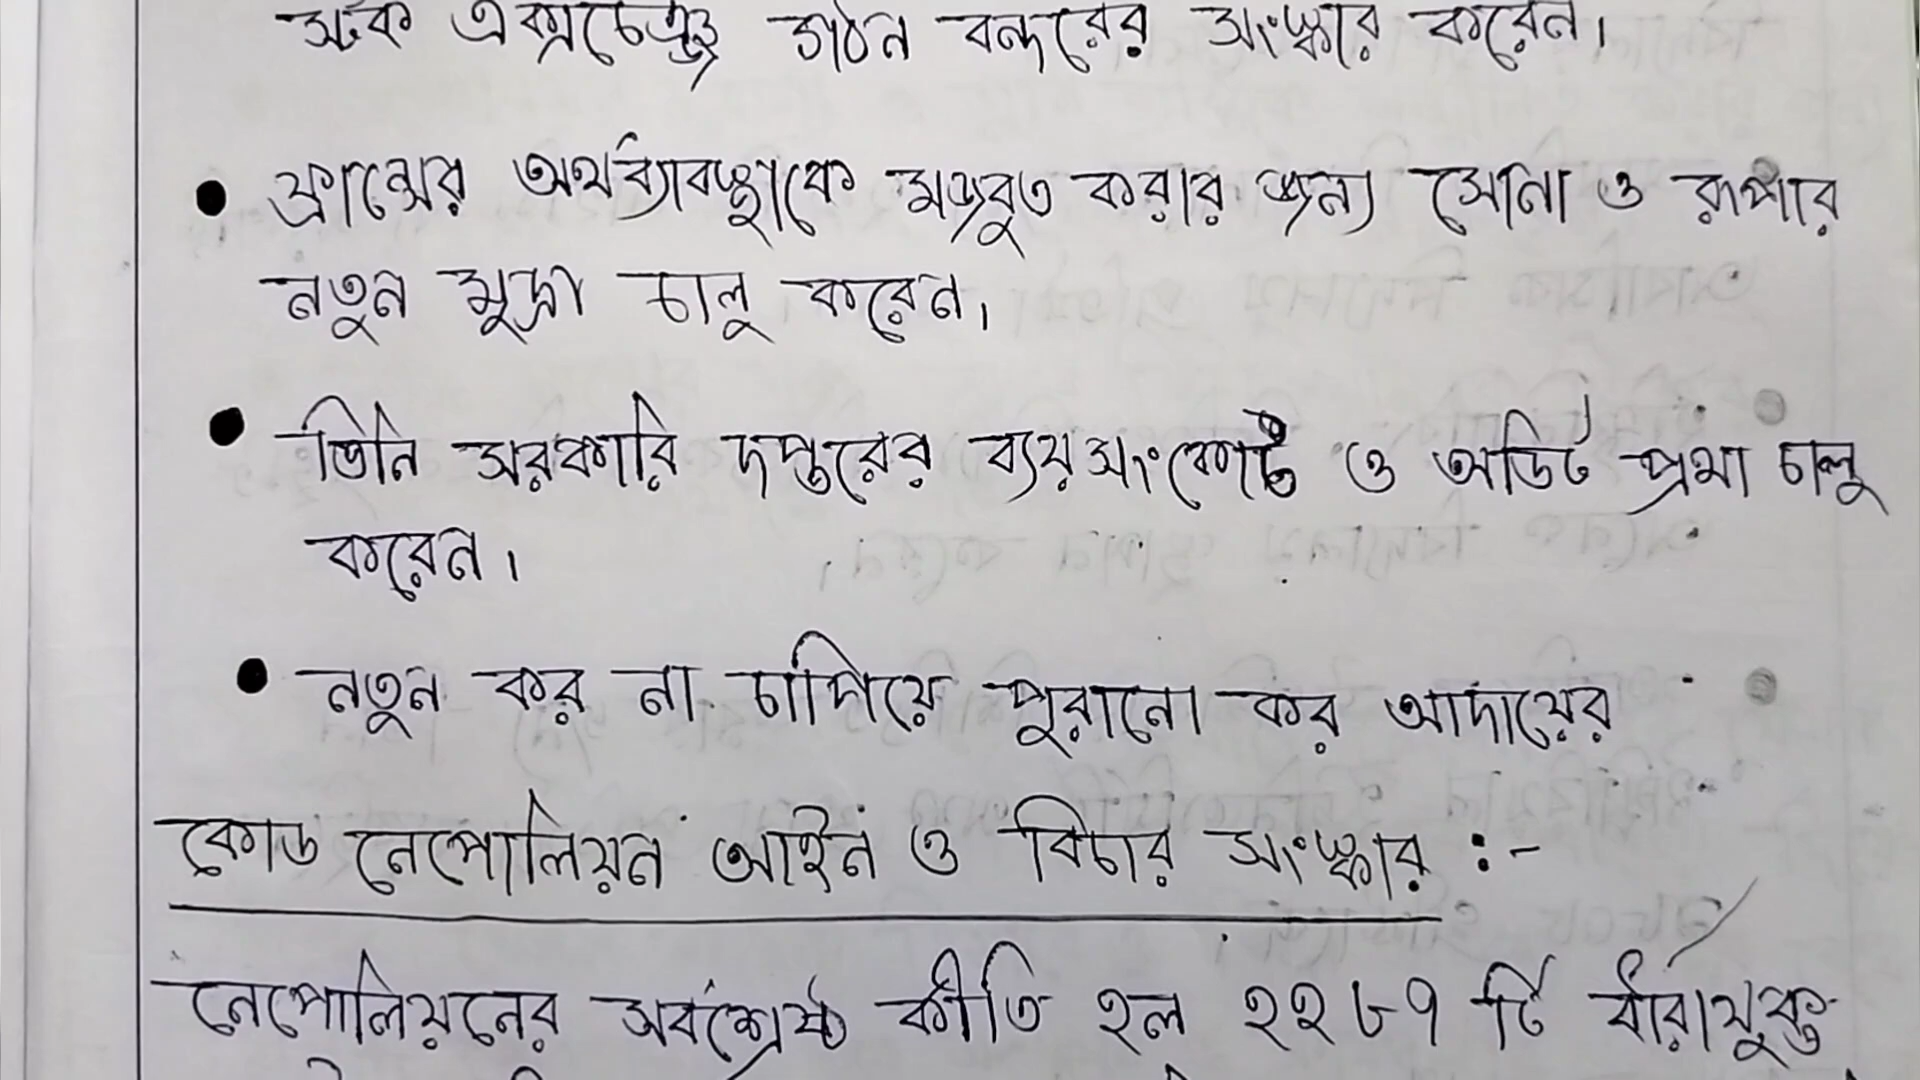 স্টক এক্সচেঞ্জ গঠন বন্দরের সংস্কার করেন।
• ফ্রান্সের অর্থব্যাবস্থাকে মজবুত করার জন্য সোনা ও রূপার
নতুন মুদ্রা চালু করেন।
• তিনি সরকারি দপ্তরের ব্যয়সংকোচ ও অডিট প্রথা চালু
করেন।
• নতুন কর না চাপিয়ে পুরানো কর আদায়ের
কোড নেপোলিয়ন আইন ও বিচার সংস্কার :-
নেপোলিয়নের সর্বশ্রেষ্ঠ কীর্তি হল ২২৮৭ টি ধারাযুক্ত